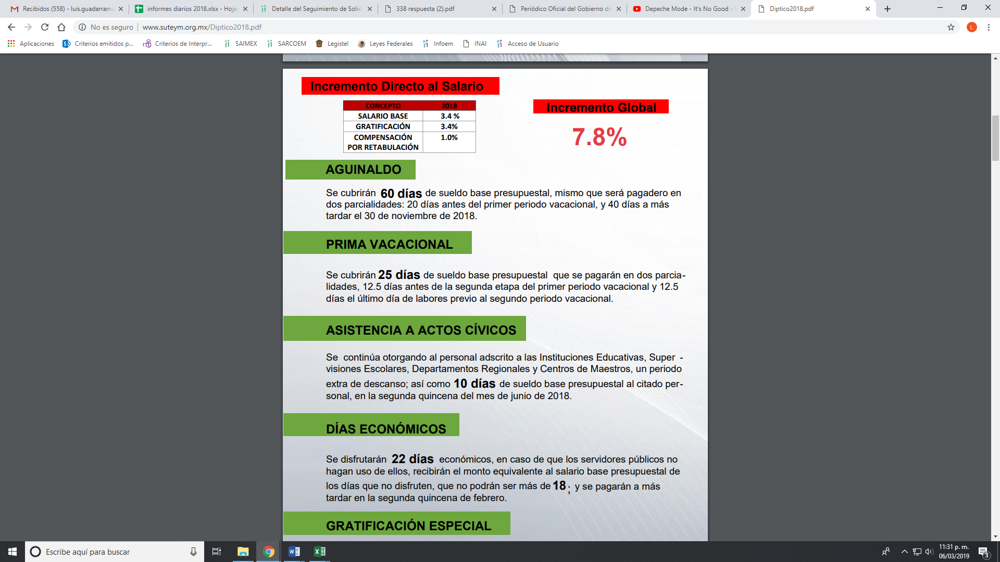 Recibidos (558) - luis.guadarrama
informes diarios 2018.xlsx - Hoja
Detalle del Seguimiento de Solici
338 respuesta (2).pdf
Periódico Oficial del Gobierno de
Depeche Mode - It's No Good - Y
Diptico2018.pdf
No es seguro | www.suteym.org.mx/Diptico2018.pdf
L
Aplicaciones
Criterios emitidos p...
Criterios de Interpr...
SAIMEX
SARCOEM
Legistel
Leyes Federales
Infoem
INAI
Acceso de Usuario
Incremento Directo al Salario
CONCEPTO 2018
SALARIO BASE 3.4 %
GRATIFICACIÓN 3.4%
COMPENSACIÓN 1.0%
POR RETABULACIÓN
Incremento Global
7.8%
AGUINALDO
Se cubrirán 60 días de sueldo base presupuestal, mismo que será pagadero en
dos parcialidades: 20 días antes del primer periodo vacacional, y 40 días a más
tardar el 30 de noviembre de 2018.
PRIMA VACACIONAL
Se cubrirán 25 días de sueldo base presupuestal que se pagarán en dos parcia-
lidades, 12.5 días antes de la segunda etapa del primer periodo vacacional y 12.5
días el último día de labores previo al segundo periodo vacacional.
ASISTENCIA A ACTOS CÍVICOS
Se continúa otorgando al personal adscrito a las Instituciones Educativas, Super -
visiones Escolares, Departamentos Regionales y Centros de Maestros, un periodo
extra de descanso; así como 10 días de sueldo base presupuestal al citado per-
sonal, en la segunda quincena del mes de junio de 2018.
DÍAS ECONÓMICOS
Se disfrutarán 22 días económicos, en caso de que los servidores públicos no
hagan uso de ellos, recibirán el monto equivalente al salario base presupuestal de
los días que no disfruten, que no podrán ser más de 18 ; y se pagarán a más
tardar en la segunda quincena de febrero.
GRATIFICACIÓN ESPECIAL
Escribe aquí para buscar
11:31 p. m.
06/03/2019
3